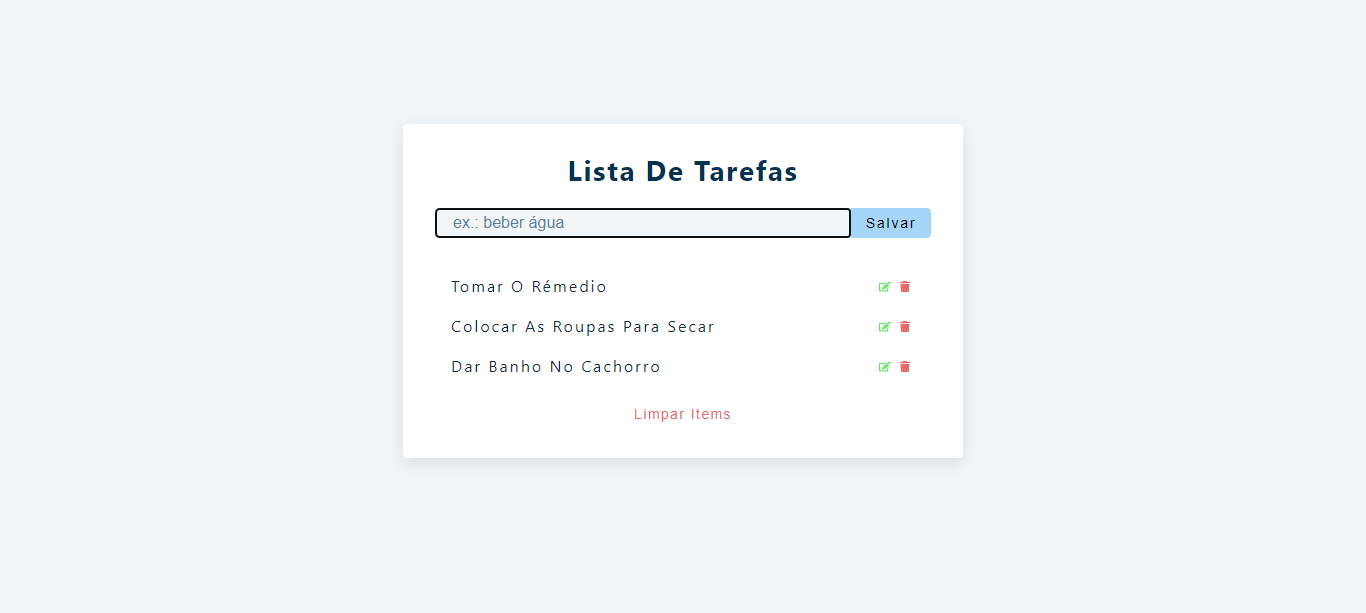 Lista De Tarefas
ex.: beber água
Salvar
Tomar O Rémedio
Colocar As Roupas Para Secar
Dar Banho No Cachorro
Limpar Items